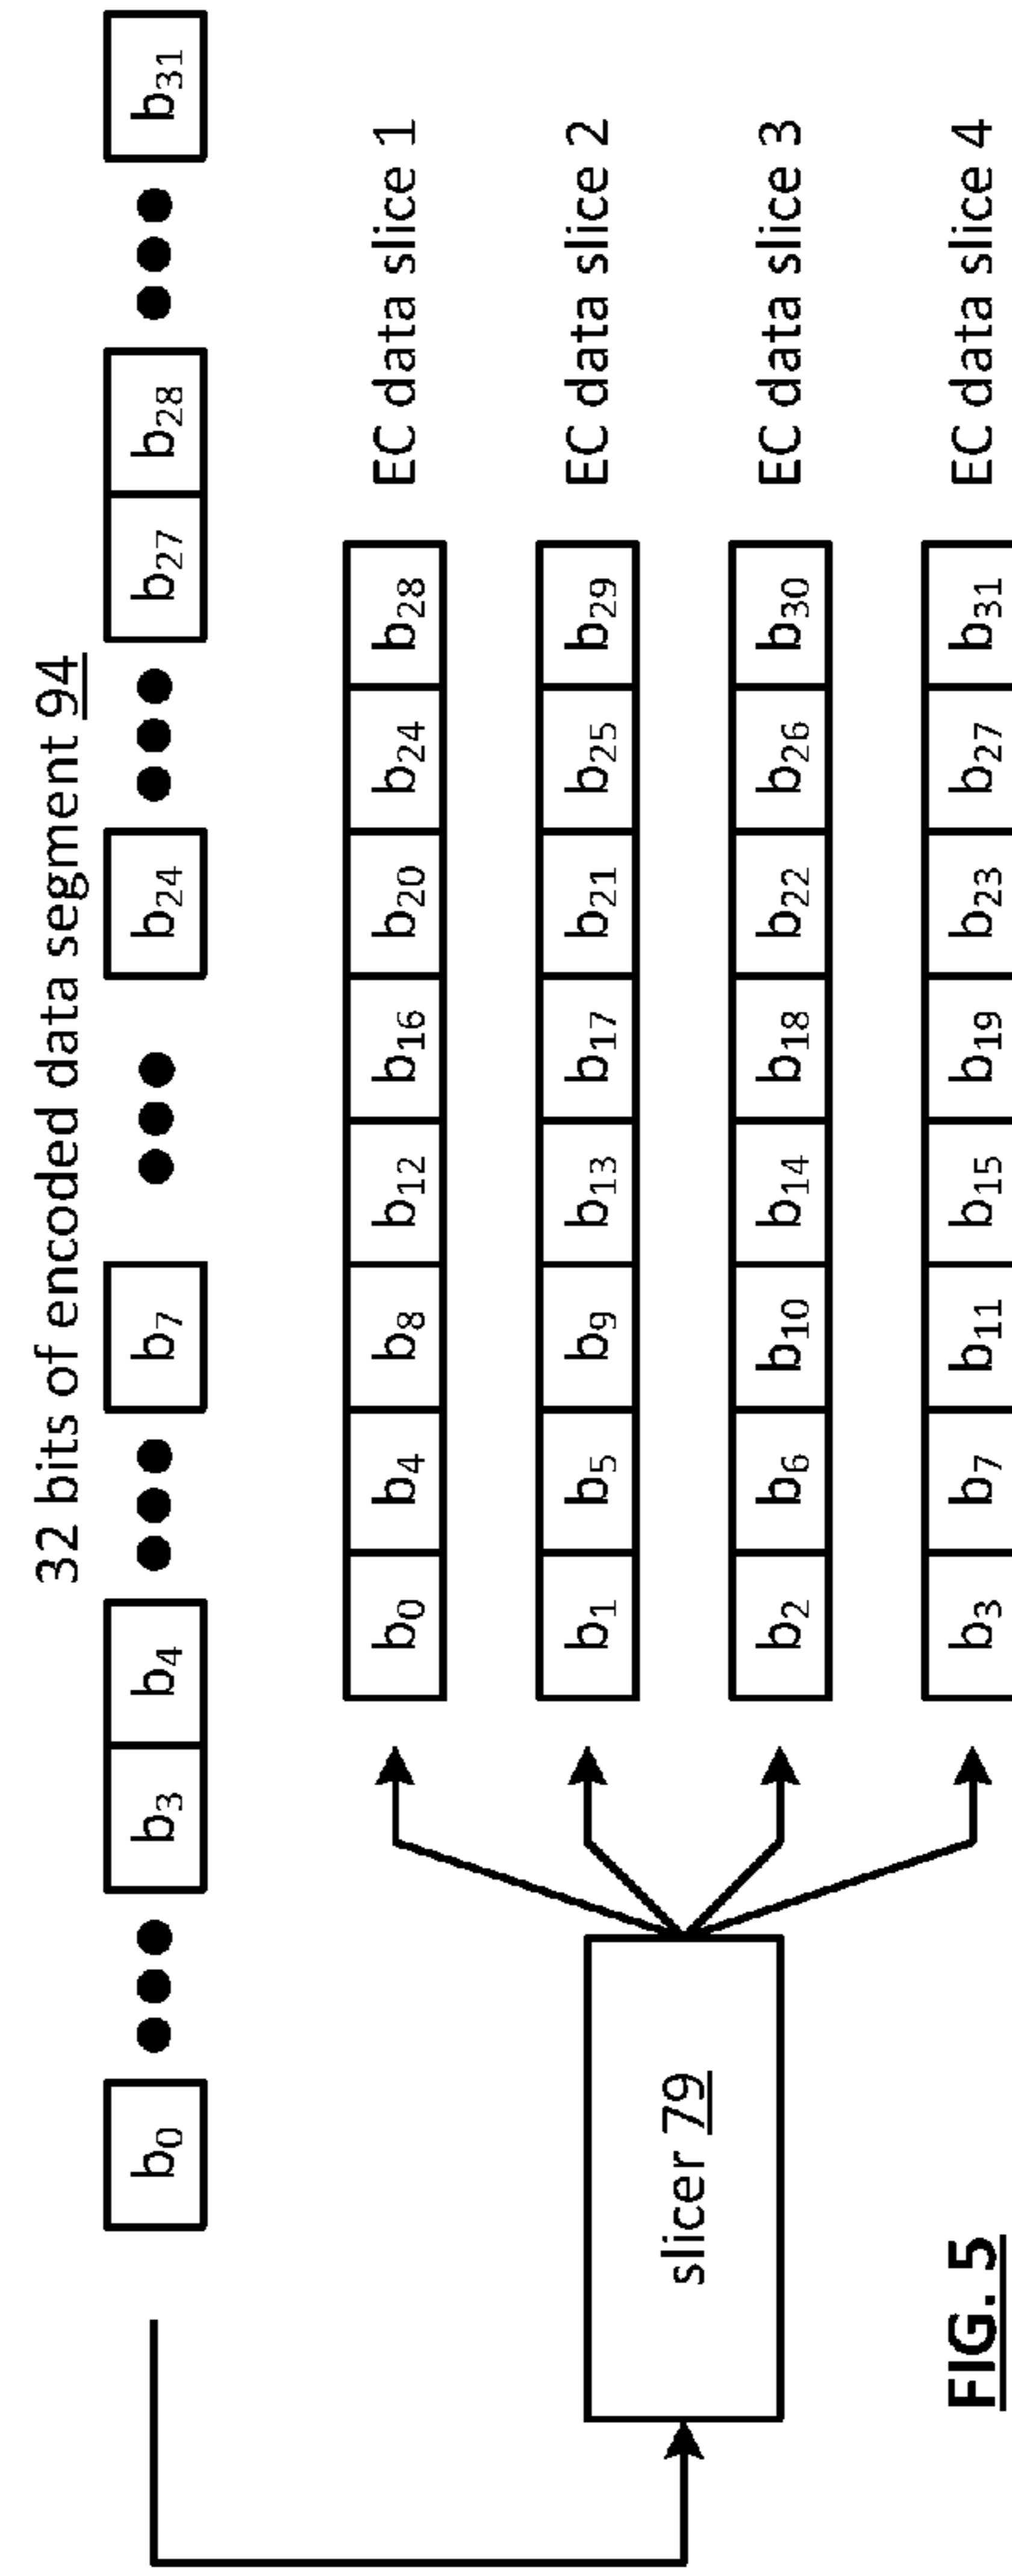 32 bits of encoded data segment 94
b0 b3 b4 b7 b24 b27 b28 b31
b0 b4 b8 b12 b16 b20 b24 b28 EC data slice 1
b1 b5 b9 b13 b17 b21 b25 b29 EC data slice 2
slicer 79
b2 b6 b10 b14 b18 b22 b26 b30 EC data slice 3
b3 b7 b11 b15 b19 b23 b27 b31 EC data slice 4
FIG. 5